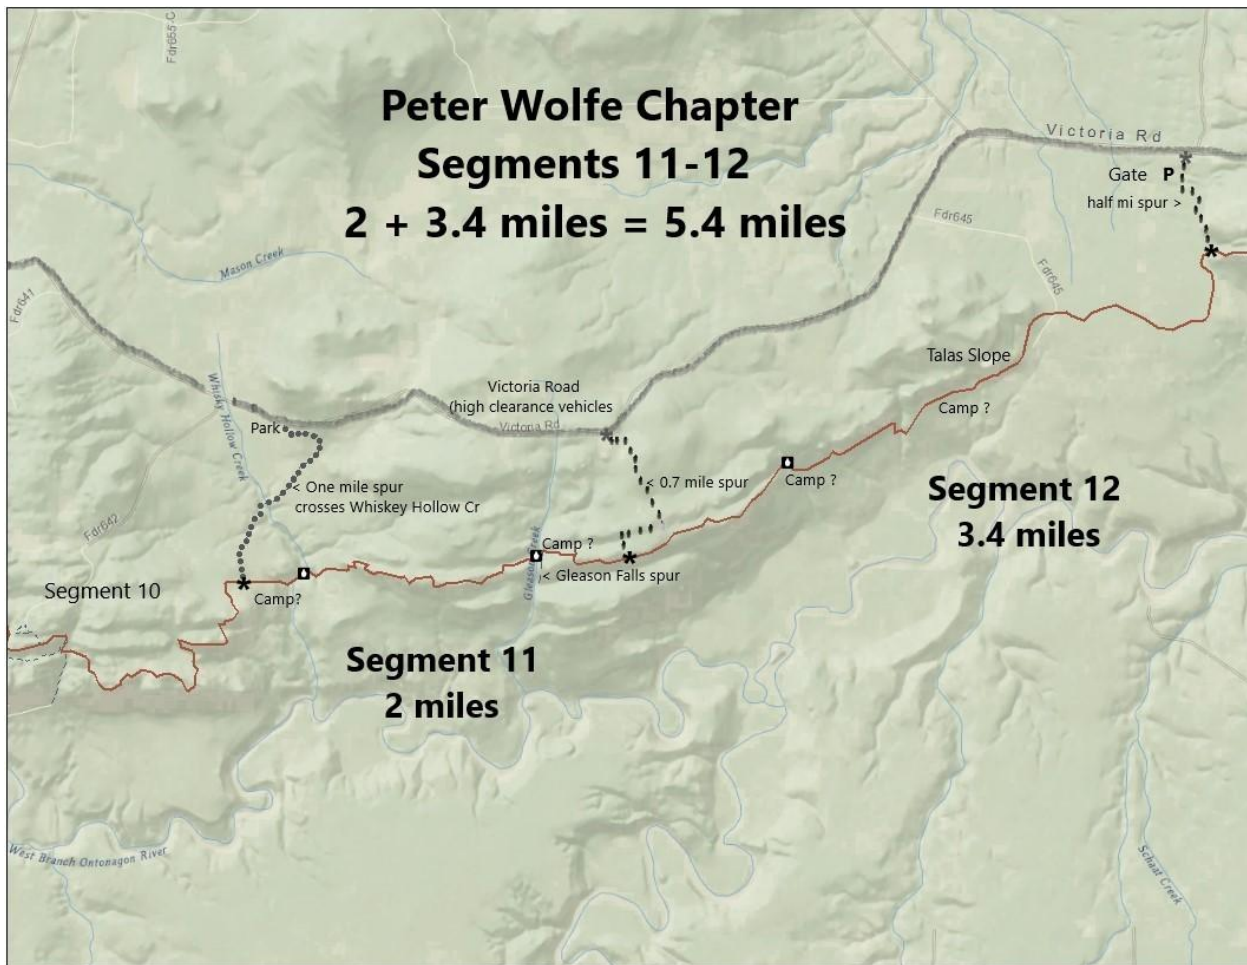 Fdr655-C
Peter Wolfe Chapter
Segments 11-12
2 + 3.4 miles = 5.4 miles
Victoria Rd
Gate P
half mi spur >
*
Fdr645
Fdr645
Mason Creek
Fdr641
Talas Slope
Camp ?
Victoria Road
(high clearance vehicles
Victoria Rd
*
Whisky Hollow Creek
Park
< One mile spur
crosses Whiskey Hollow Cr
< 0.7 mile spur
Camp ?
Segment 12
3.4 miles
Fdr642
Camp ?
Gleason Creek
< Gleason Falls spur
*
Segment 10
*
Camp?
Segment 11
2 miles
West Branch Ontonagon River
Schaat Creek